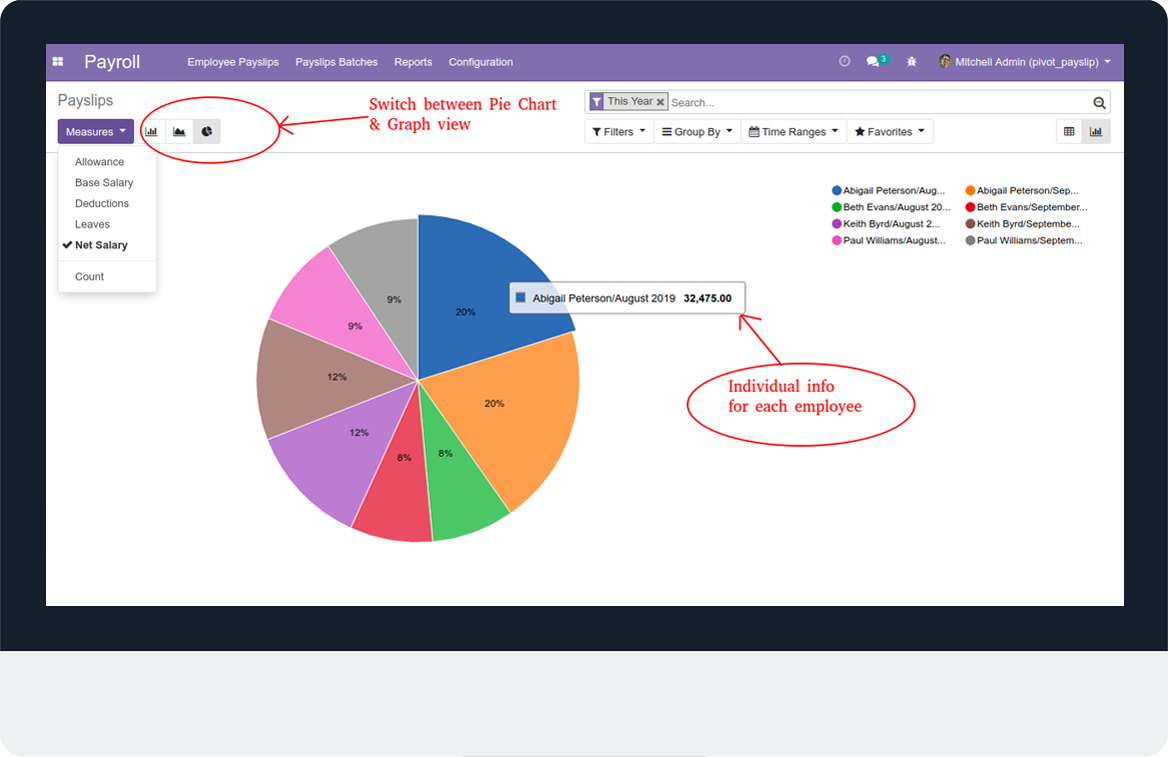 Payroll
Employee Payslips
Payslips Batches
Reports
Configuration
3
Mitchell Admin (pivot_payslip)
Payslips
Switch between Pie Chart
& Graph view
This Year
Search...
Measures
Filters
Group By
Time Ranges
Favorites
Allowance
Base Salary
Deductions
Leaves
Net Salary
Count
Abigail Peterson/Aug...
Abigail Peterson/Sep...
Beth Evans/August 20...
Beth Evans/September...
Keith Byrd/August 2...
Keith Byrd/Septembe...
Paul Williams/August...
Paul Williams/Septem...
Abigail Peterson/August 2019 32,475.00
9%
20%
9%
12%
20%
12%
8%
8%
Individual info
for each employee